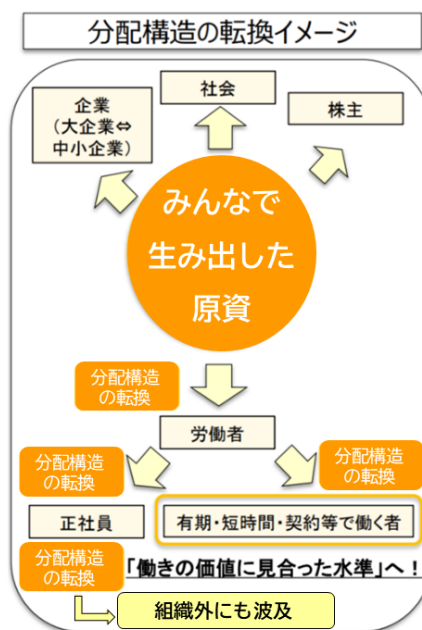 分配構造の転換イメージ
社会
企業
(大企業⇔
中小企業)
株主
みんなで
生み出した
原資
分配構造
の転換
労働者
分配構造
の転換
分配構造
の転換
正社員
有期・短時間・契約等で働く者
分配構造
の転換
「働きの価値に見合った水準」へ!
組織外にも波及